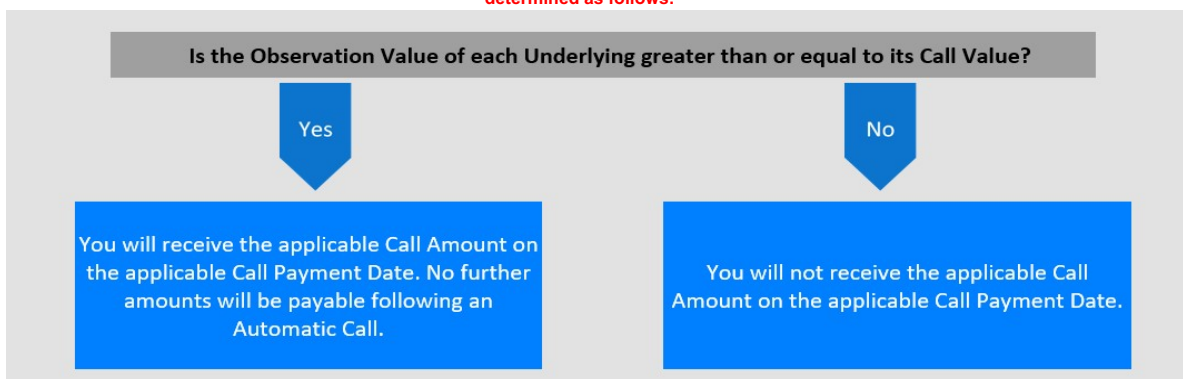 determined as follows:
Is the Observation Value of each Underlying greater than or equal to its Call Value?
Yes
No
You will receive the applicable Call Amount on
the applicable Call Payment Date. No further
amounts will be payable following an
Automatic Call.
You will not receive the applicable Call
Amount on the applicable Call Payment Date.